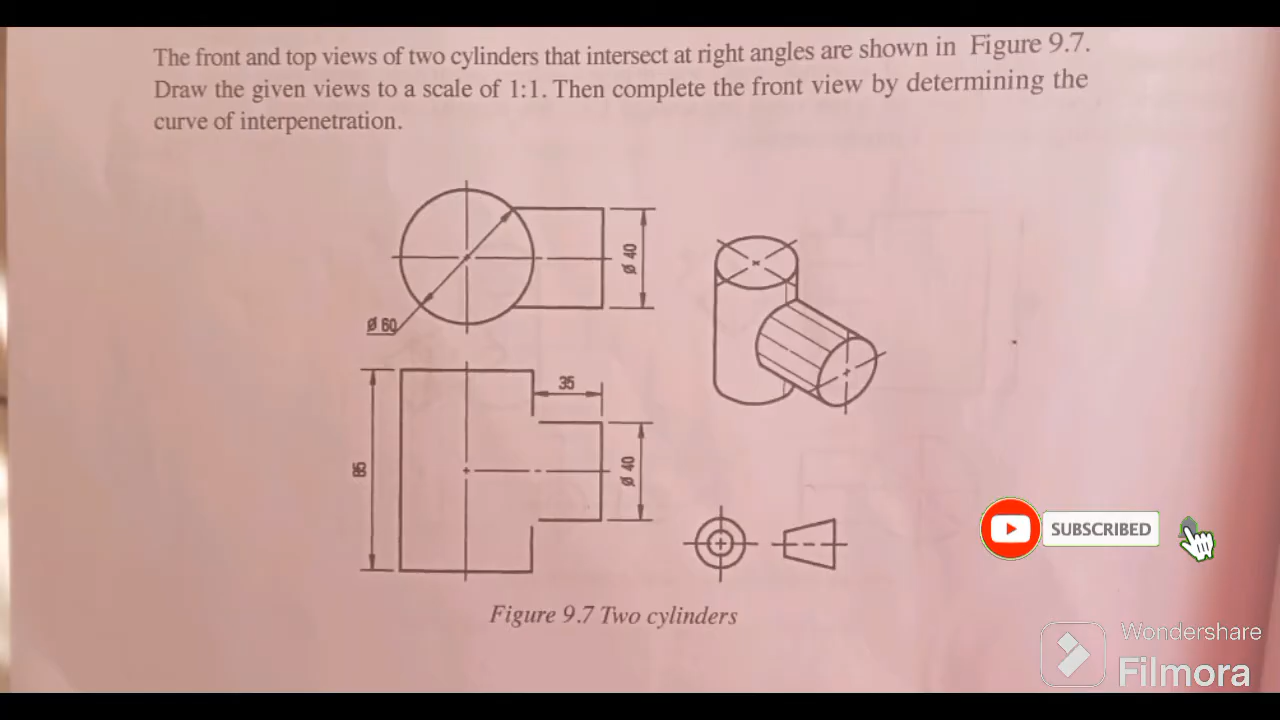 The front and top views of two cylinders that intersect at right angles are shown in Figure 9.7.
Draw the given views to a scale of 1:1. Then complete the front view by determining the
curve of interpenetration.
Ø 40
Ø 60
35
85
Ø 40
SUBSCRIBED
Figure 9.7 Two cylinders
Wondershare
Filmora